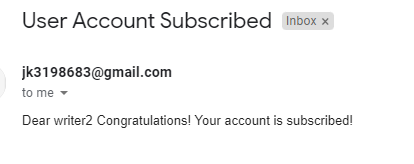 User Account Subscribed Inbox x
jk3198683@gmail.com
to me
Dear writer2 Congratulations! Your account is subscribed!